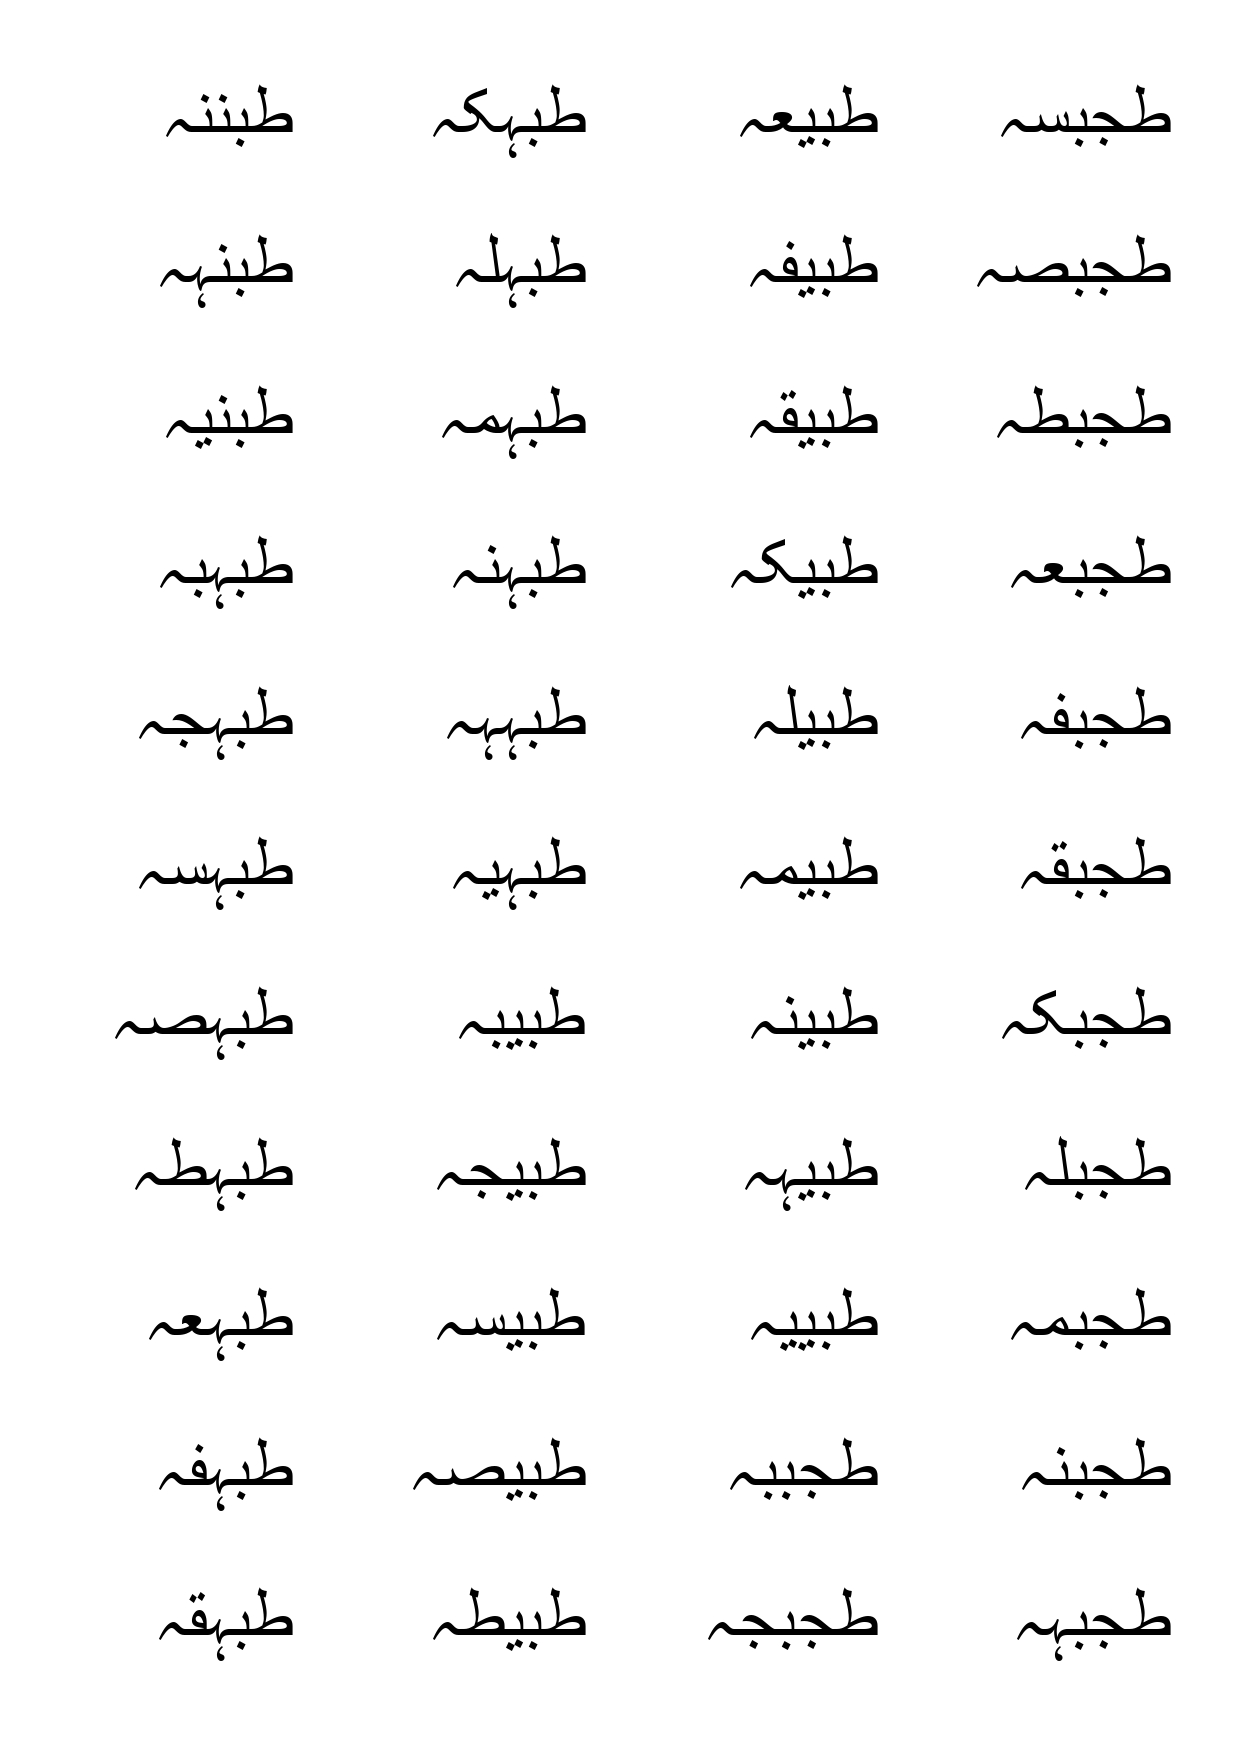 طجبسہ طبیعہ طبہکہ طبننہ
طجبصہ طبیفہ طبہلہ طبنہہ
طجبطہ طبیقہ طبہمہ طبنیہ
طجبعہ طبیکہ طبہنہ طبہبہ
طجبفہ طبیلہ طبہہہ طبہجہ
طجبقہ طبیمہ طبہیہ طبہسہ
طجبکہ طبینہ طبیبہ طبہصہ
طجبلہ طبیہہ طبیجہ طبہطہ
طجبمہ طبییہ طبیسہ طبہعہ
طجبنہ طجببہ طبیصہ طبہفہ
طجبہہ طجبجہ طبیطہ طبہقہ